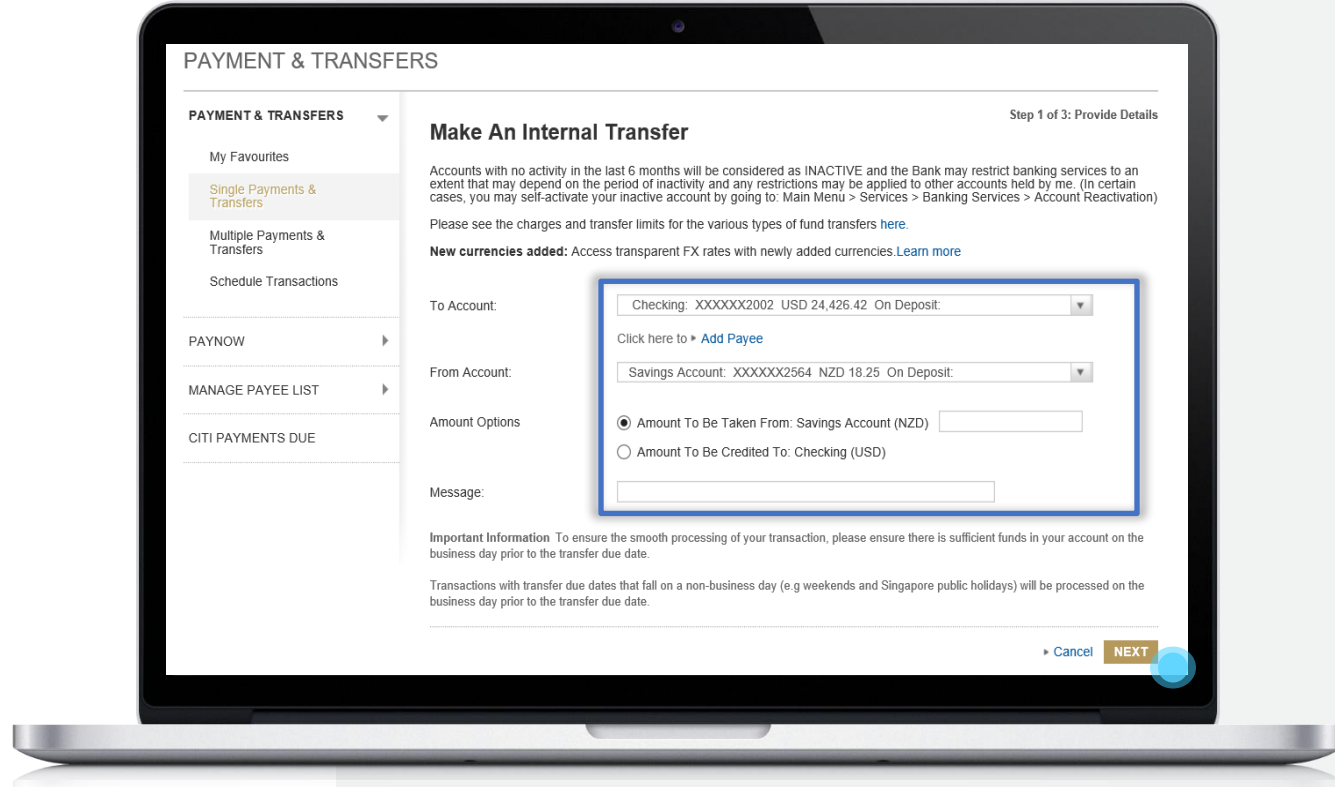 PAYMENT & TRANSFERS
PAYMENT & TRANSFERS
My Favourites
Single Payments &
Transfers
Multiple Payments &
Transfers
Schedule Transactions
PAYNOW
MANAGE PAYEE LIST
CITI PAYMENTS DUE
Step 1 of 3: Provide Details
Make An Internal Transfer
Accounts with no activity in the last 6 months will be considered as INACTIVE and the Bank may restrict banking services to an
extent that may depend on the period of inactivity and any restrictions may be applied to other accounts held by me. (In certain
cases, you may self-activate your inactive account by going to: Main Menu > Services > Banking Services > Account Reactivation)
Please see the charges and transfer limits for the various types of fund transfers here.
New currencies added: Access transparent FX rates with newly added currencies.Learn more
To Account: Checking: XXXXXX2002 USD 24,426.42 On Deposit:
Click here to Add Payee
From Account: Savings Account: XXXXXX2564 NZD 18.25 On Deposit:
Amount Options Amount To Be Taken From: Savings Account (NZD)
Amount To Be Credited To: Checking (USD)
Message:
Important Information To ensure the smooth processing of your transaction, please ensure there is sufficient funds in your account on the
business day prior to the transfer due date.
Transactions with transfer due dates that fall on a non-business day (e.g weekends and Singapore public holidays) will be processed on the
business day prior to the transfer due date.
Cancel NEXT